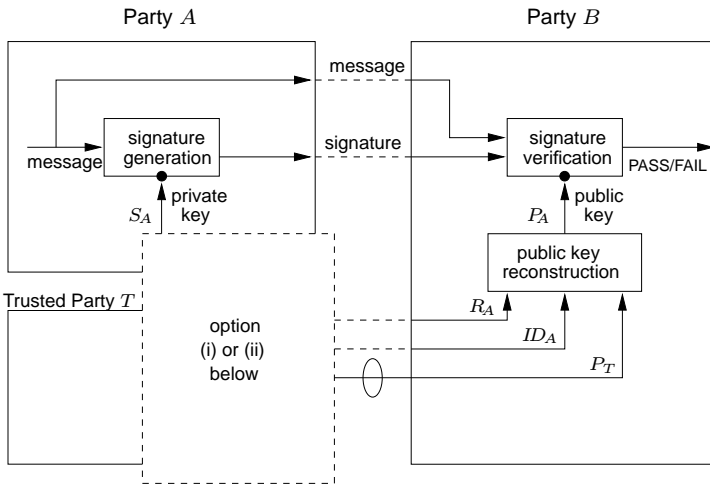 Party A
Party B
message
signature
generation
message
signature
private
key
S_A
signature
verification
PASS/FAIL
public
key
P_A
public key
reconstruction
Trusted Party T
option
(i) or (ii)
below
R_A
ID_A
P_T